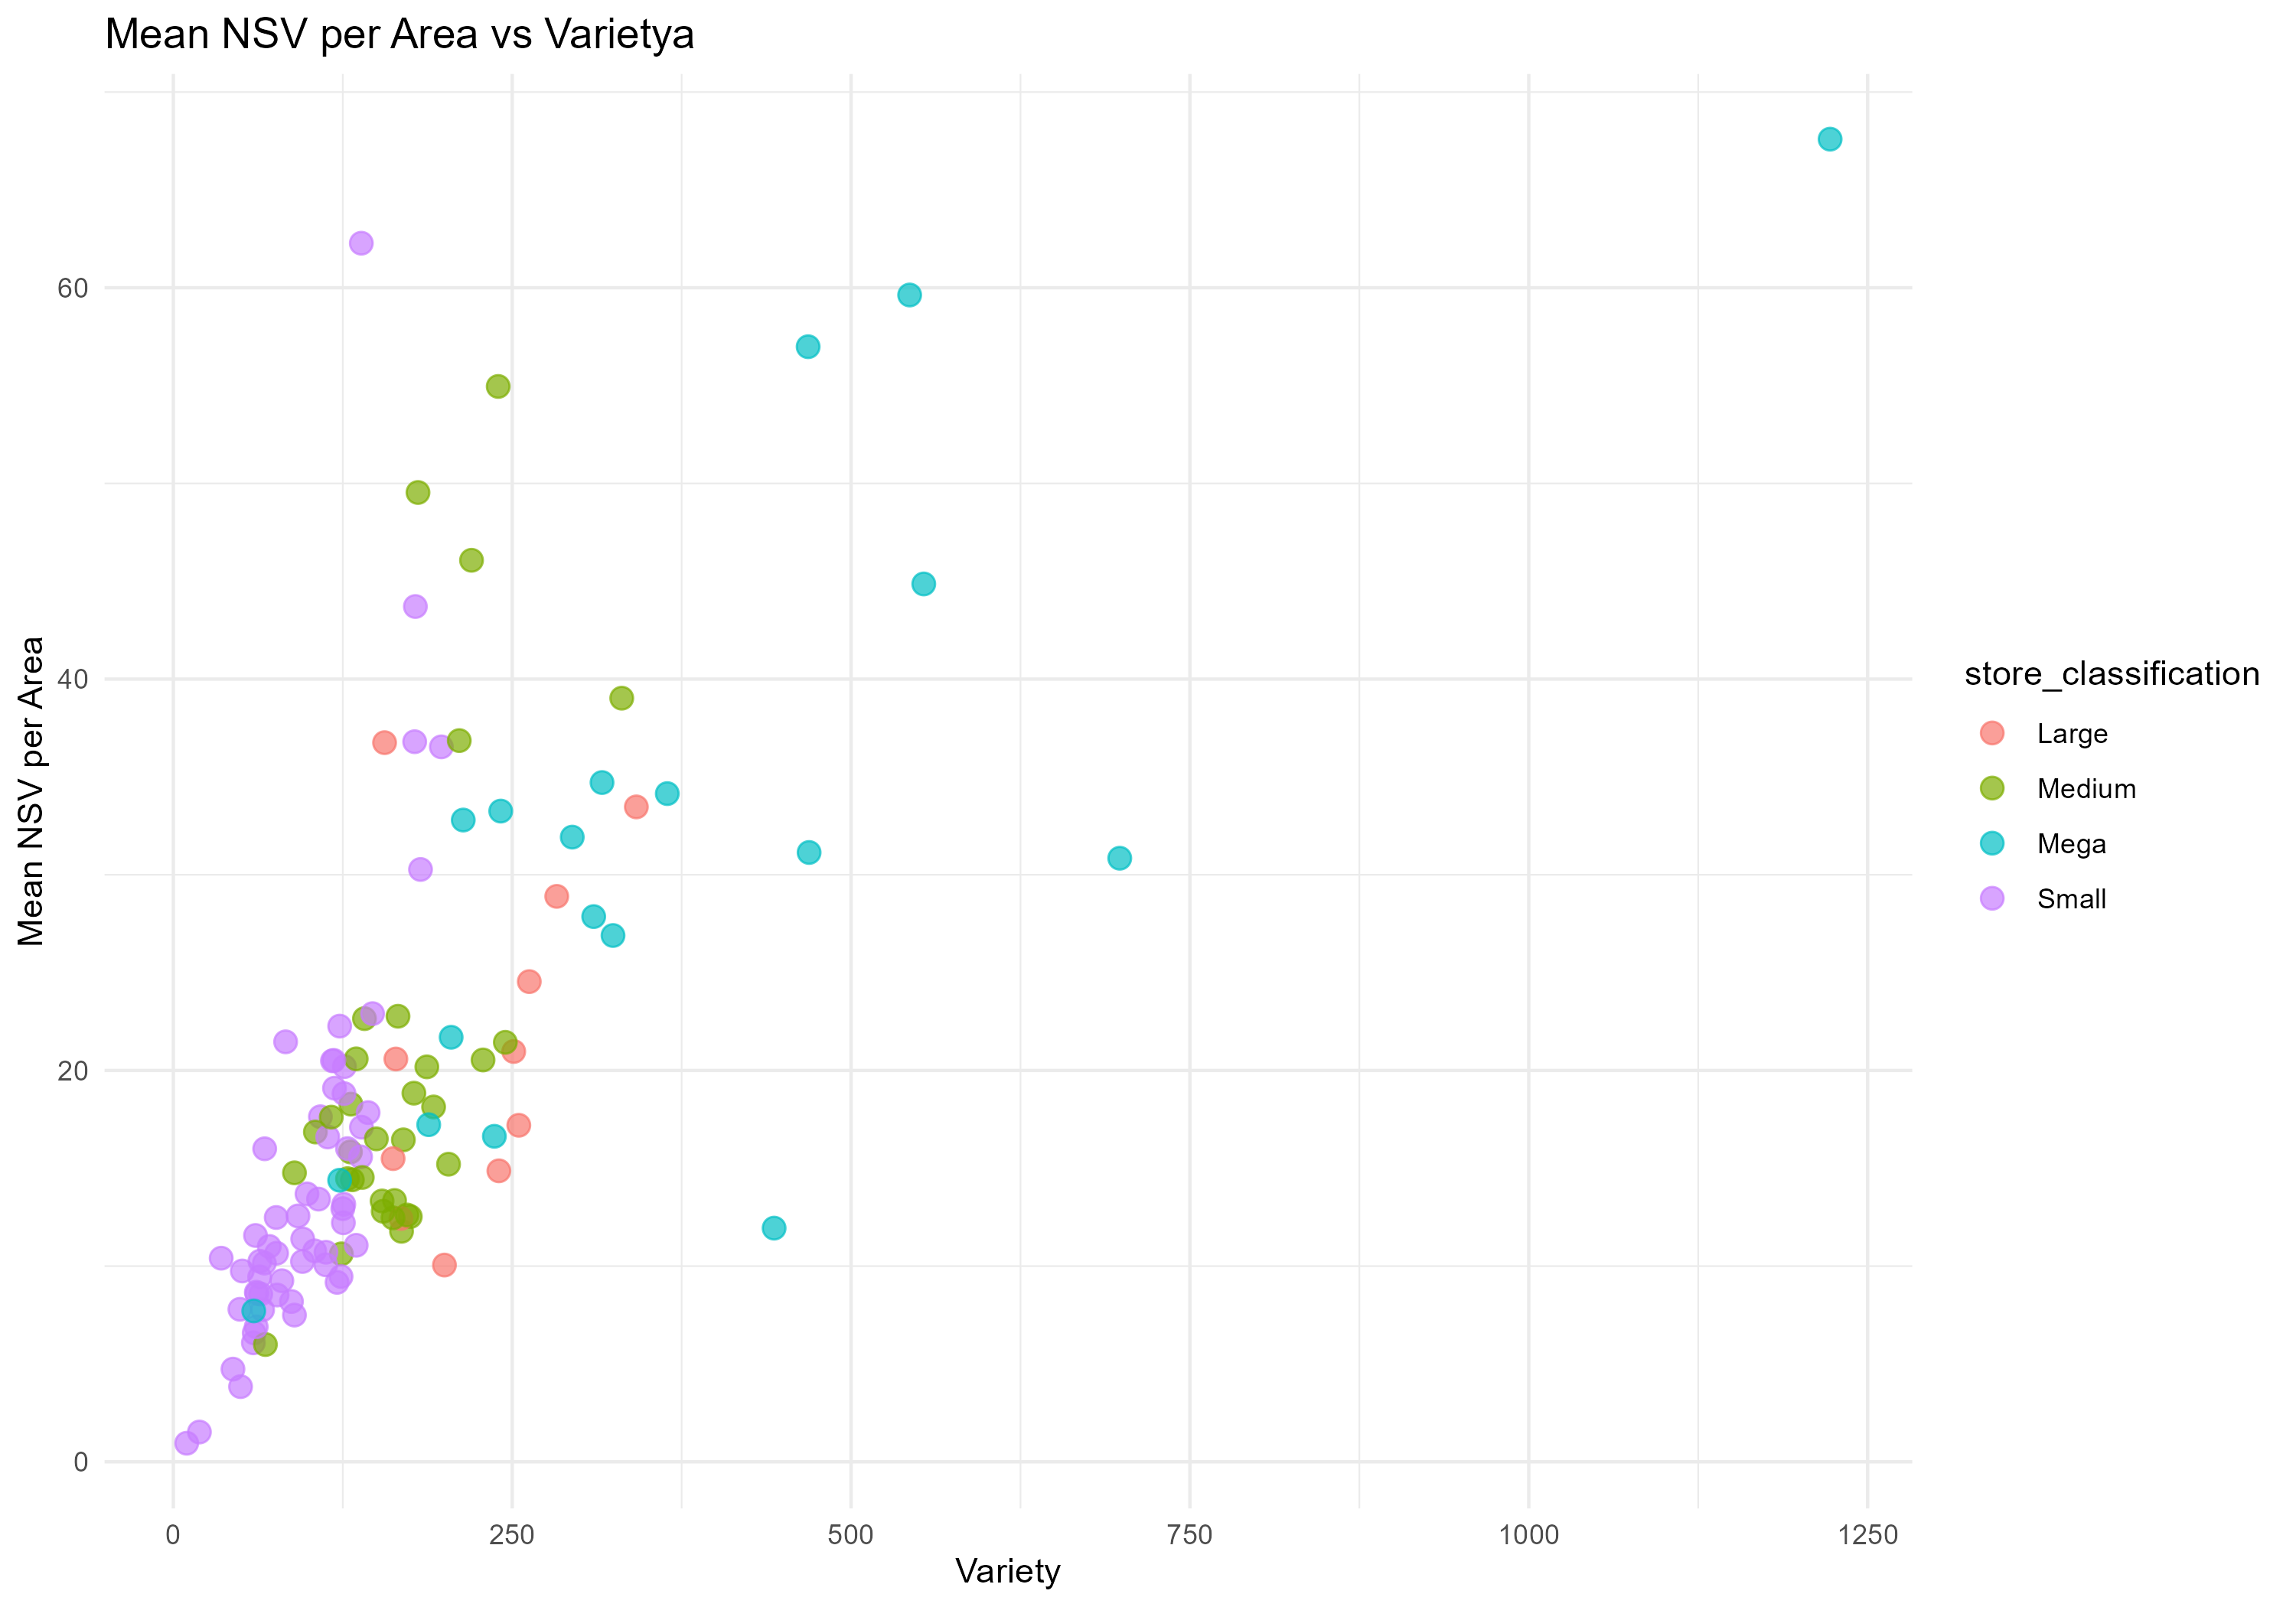 Mean NSV per Area vs Varietya
Mean NSV per Area
60
40
20
0
0 250 500 750 1000 1250
Variety
store_classification
Large
Medium
Mega
Small